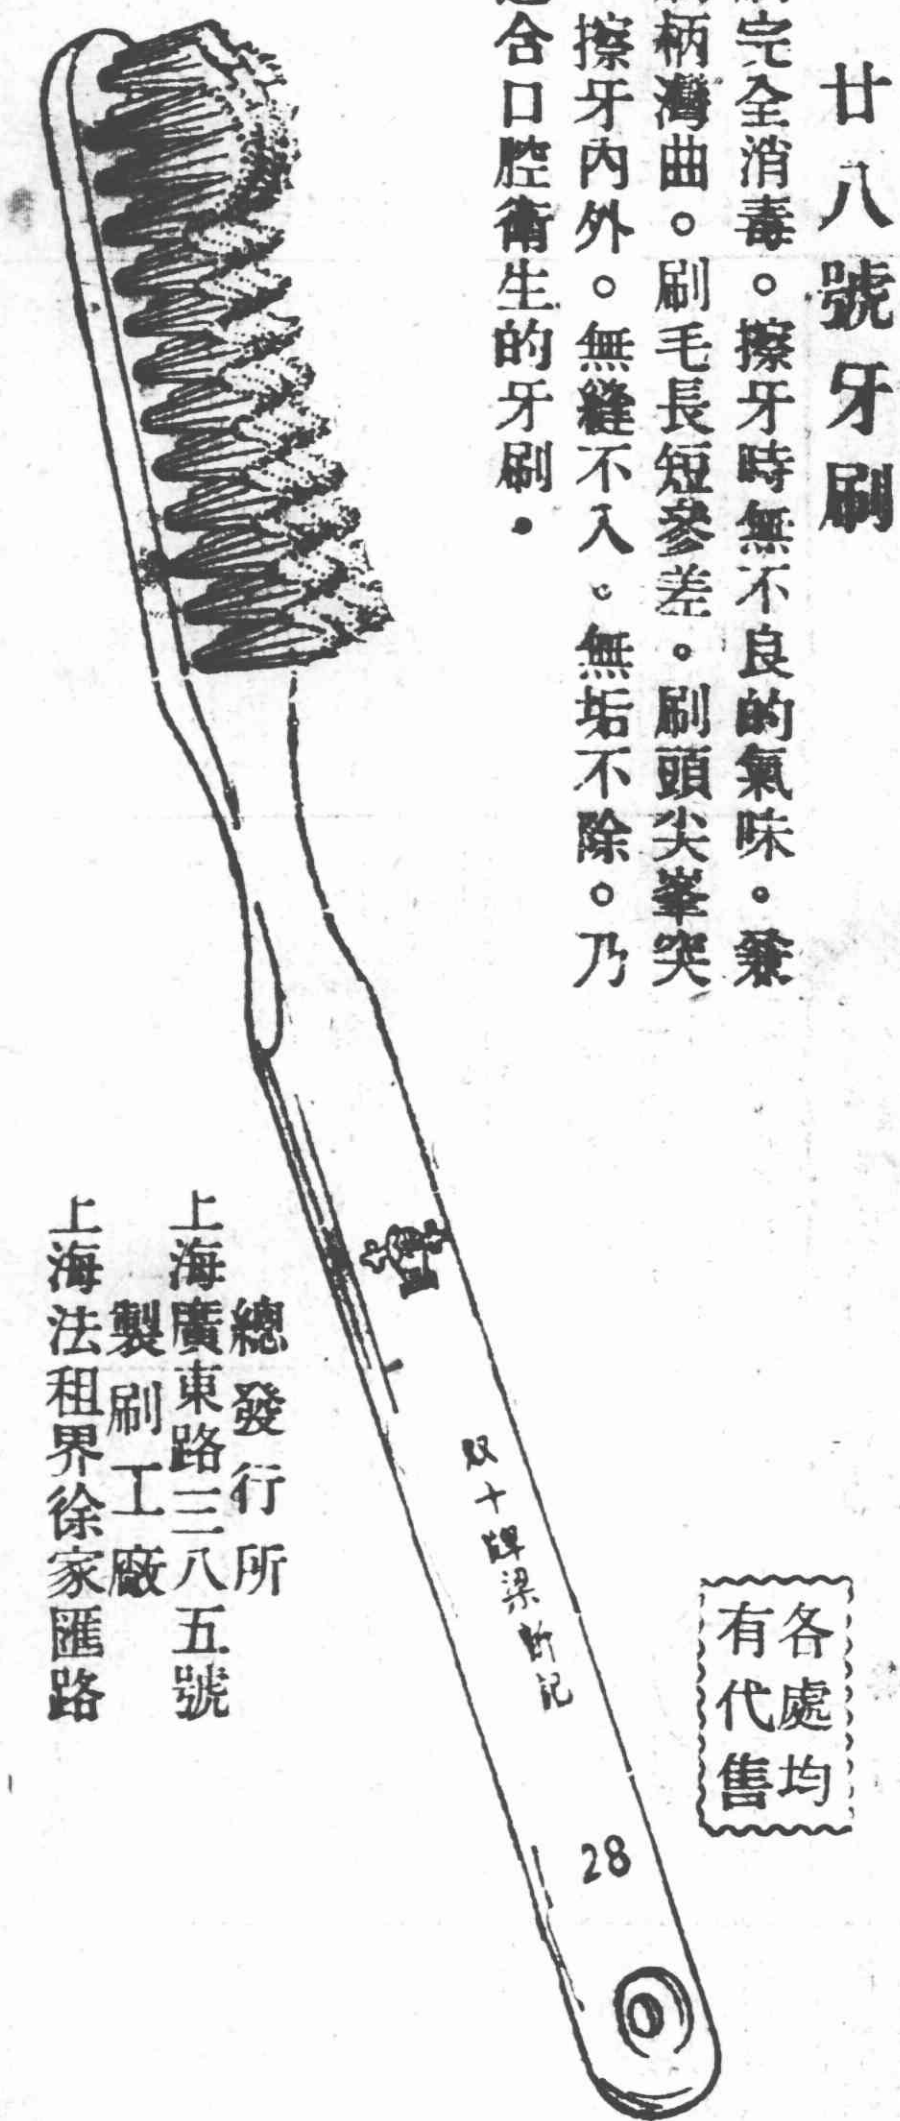 廿八號牙刷
完全消毒。擦牙時無不良的氣味。兼
柄灣曲。刷毛長短參差。刷頭尖峯突
擦牙內外。無縫不入。無垢不除。乃
合口腔衞生的牙刷。
總發行所
上海廣東路三八五號
製刷工廠
上海法租界徐家匯路
双十牌梁新記
28
各處均
有代售